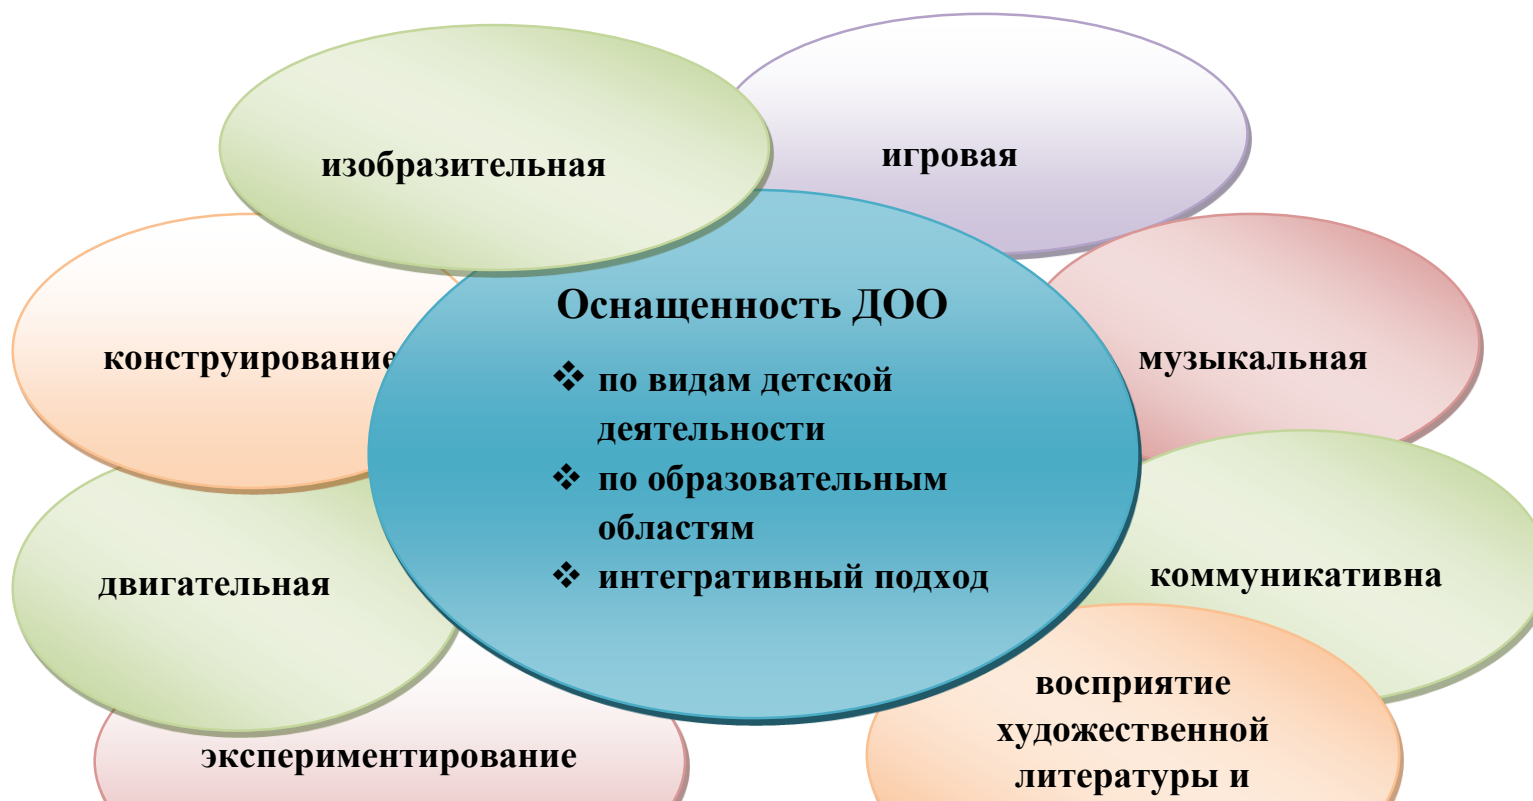 изобразительная
игровая
Оснащенность ДОО
❖ по видам детской
деятельности
❖ по образовательным
областям
❖ интегративный подход
конструирование
музыкальная
двигательная
коммуникативна
экспериментирование
восприятие
художественной
литературы и